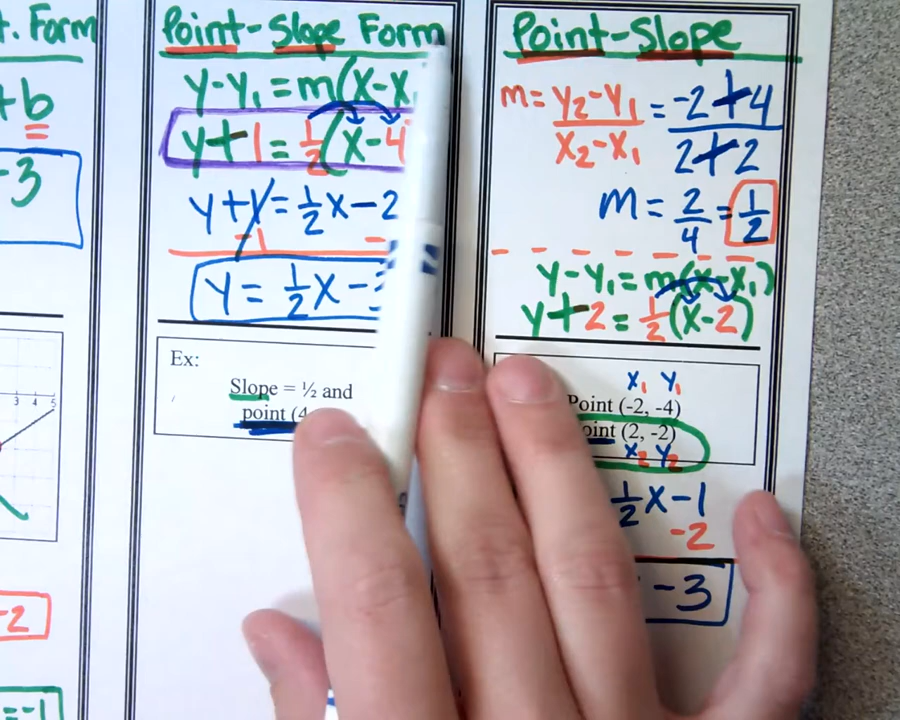 t. Form
+b
-3
3 4 5
-2
=-1
Point-Slope Form
y-y₁=m(x-x
y+1=½(x-4
y+1=½x-2
-1 -
y=½x-
Ex:
Slope = ½ and
point (4
Point-Slope
m=y₂-y₁/x₂-x₁=-2+4/2+2
m=2/4=½
y-y₁=m(x-x₁)
y+2=½(x-2)
x₁ y₁
Point (-2, -4)
oint (2, -2)
x₂ y₂
½x-1
-2
-3